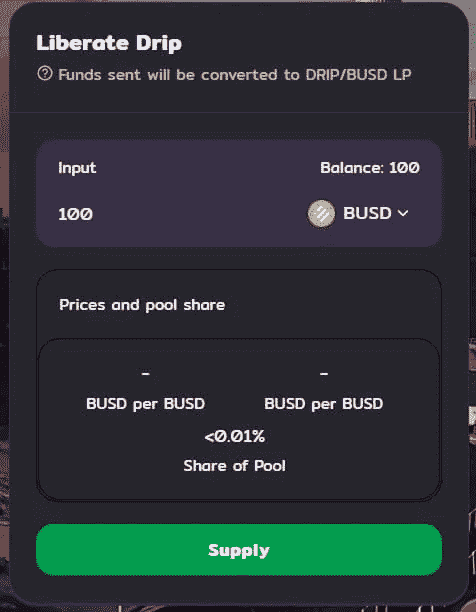 Liberate Drip
Funds sent will be converted to DRIP/BUSD LP
Input Balance: 100
100 BUSD
Prices and pool share
- -
BUSD per BUSD BUSD per BUSD
<0.01%
Share of Pool
Supply